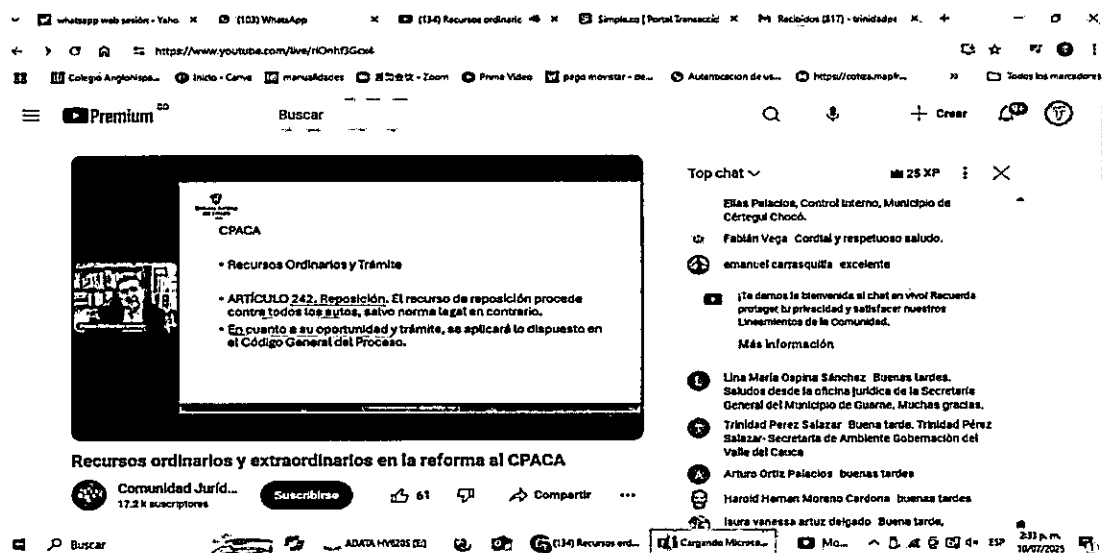 whatsapp web sesión - Yaho
(103) WhatsApp
(134) Recursos ordinario
Simple.co | Portal Transacció
Recibidos (317) - trinidadpe
https://www.youtube.com/live/riOnhf3Gcx4
Colegio Anglohispa...
Inicio - Canva
manualidades
Zoom
Prime Video
pago movistar - de...
Autenticacion de us...
https://cotiza.mapfr...
Todos los marcadores
Premium CO
Buscar
Crear
9+
CPACA
• Recursos Ordinarios y Trámite
• ARTÍCULO 242. Reposición. El recurso de reposición procede
contra todos los autos, salvo norma legal en contrario.
• En cuanto a su oportunidad y trámite, se aplicará lo dispuesto en
el Código General del Proceso.
Recursos ordinarios y extraordinarios en la reforma al CPACA
Comunidad Juríd...
17.2 k suscriptores
Suscribirse
61
Compartir
Top chat
25 XP
Elías Palacios, Control Interno, Municipio de
Cértegui Chocó.
Fabián Vega Cordial y respetuoso saludo.
emanuel carrasquilla excelente
¡Te damos la bienvenida al chat en vivo! Recuerda
proteger tu privacidad y satisfacer nuestros
Lineamientos de la Comunidad.
Más información
Lina María Ospina Sánchez Buenas tardes.
Saludos desde la oficina jurídica de la Secretaría
General del Municipio de Guarne, Muchas gracias.
Trinidad Perez Salazar Buena tarde. Trinidad Pérez
Salazar- Secretaria de Ambiente Gobernación del
Valle del Cauca
Arturo Ortiz Palacios buenas tardes
Harold Hernan Moreno Cardona buenas tardes
laura vanessa artuz delgado Buena tarde,
Buscar
ADATA HV620S (E:)
(134) Recursos ord...
Cargando Microso...
Mo...
ESP
2:33 p. m.
10/07/2025